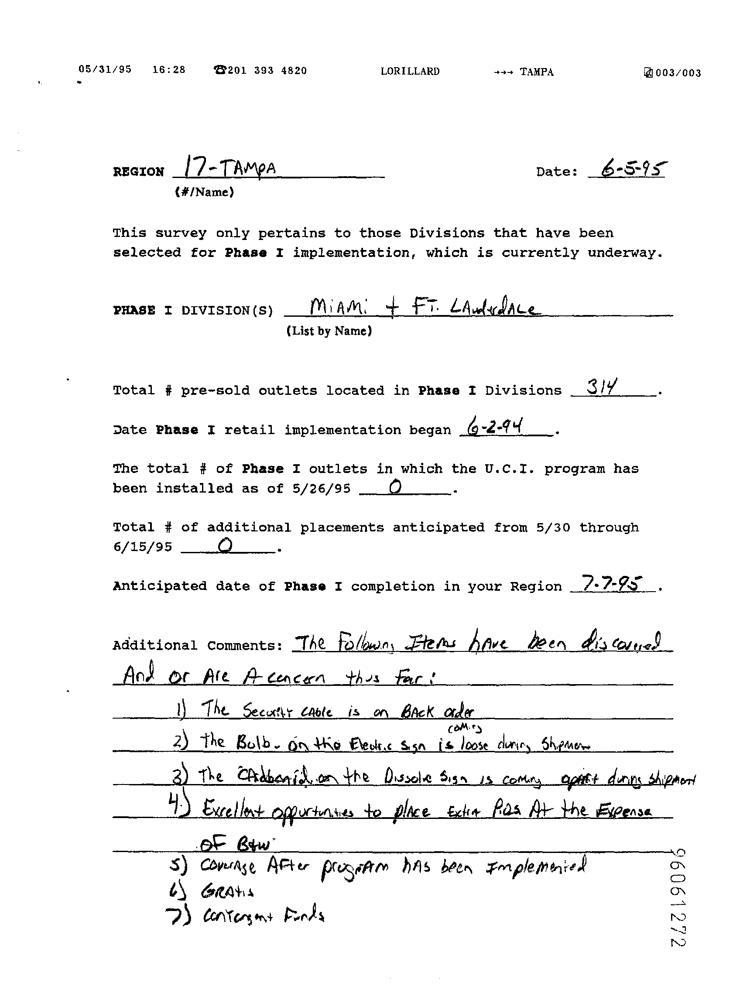 05/31/95 16:28 ☎201 393 4820 LORILLARD →→→ TAMPA 003/003
REGION 17-TAMPA Date: 6-5-95
(#/Name)
This survey only pertains to those Divisions that have been
selected for Phase I implementation, which is currently underway.
PHASE I DIVISION(S) MiAMi + FT. LAuderdALe
(List by Name)
Total # pre-sold outlets located in Phase I Divisions 314.
Date Phase I retail implementation began 6-2-94.
The total # of Phase I outlets in which the U.C.I. program has
been installed as of 5/26/95 0.
Total # of additional placements anticipated from 5/30 through
6/15/95 0.
Anticipated date of Phase I completion in your Region 7-7-95.
Additional Comments: The Following Items hAve been discovered
And or Are A concern thus far:
1) The Security cAble is on BAck order
2) the Bulb on the Electric Sign is coming loose during Shipment
3) The CArdboard on the Dissolve Sign is coming apart during shipment
4.) Excellent oppurtunities to plAce ExtrA P.O.S At the Expense
OF B&W.
5) coverAge AFter progrAm hAs been Implemented
6) GRAtis
7) Contengent Funds
96061272